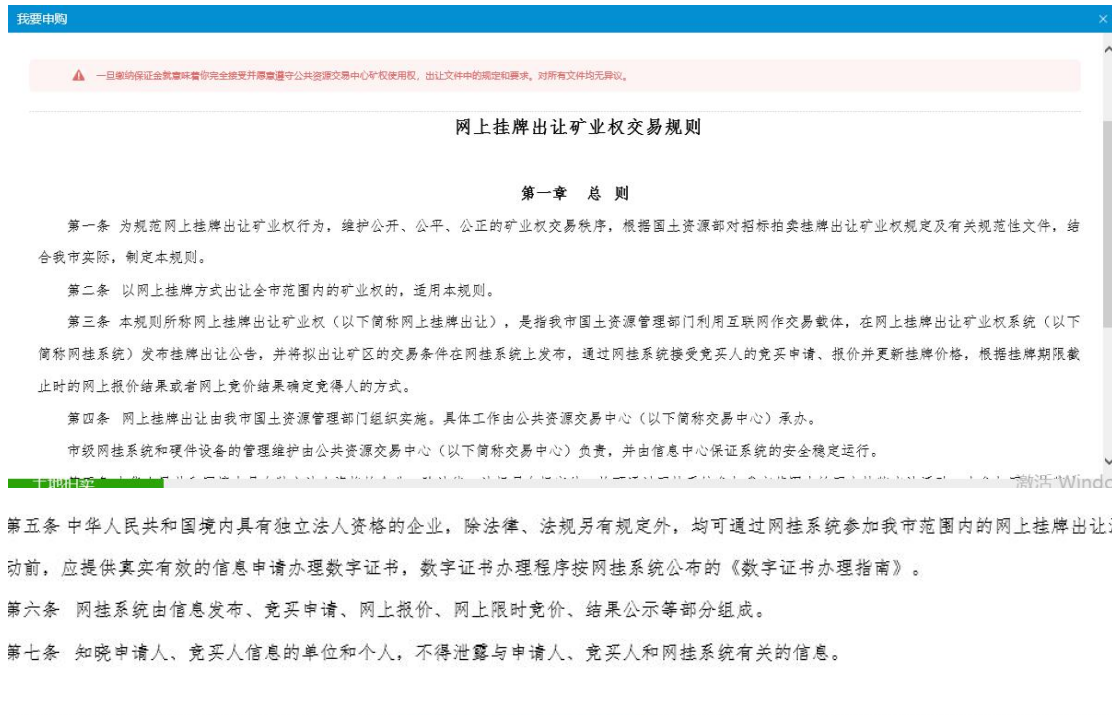 我要申购
一旦缴纳保证金就意味着你完全接受并愿意遵守公共资源交易中心矿权使用权，出让文件中的规定和要求。对所有文件均无异议。
网上挂牌出让矿业权交易规则
第一章 总 则
第一条 为规范网上挂牌出让矿业权行为，维护公开、公平、公正的矿业权交易秩序，根据国土资源部对招标拍卖挂牌出让矿业权规定及有关规范性文件，结
合我市实际，制定本规则。
第二条 以网上挂牌方式出让全市范围内的矿业权的，适用本规则。
第三条 本规则所称网上挂牌出让矿业权（以下简称网上挂牌出让），是指我市国土资源管理部门利用互联网作交易载体，在网上挂牌出让矿业权系统（以下
简称网挂系统）发布挂牌出让公告，并将拟出让矿区的交易条件在网挂系统上发布，通过网挂系统接受竞买人的竞买申请、报价并更新挂牌价格，根据挂牌期限截
止时的网上报价结果或者网上竞价结果确定竞得人的方式。
第四条 网上挂牌出让由我市国土资源管理部门组织实施。具体工作由公共资源交易中心（以下简称交易中心）承办。
市级网挂系统和硬件设备的管理维护由公共资源交易中心（以下简称交易中心）负责，并由信息中心保证系统的安全稳定运行。
土地拍卖
激活 Windo
第五条 中华人民共和国境内具有独立法人资格的企业，除法律、法规另有规定外，均可通过网挂系统参加我市范围内的网上挂牌出让
动前，应提供真实有效的信息申请办理数字证书，数字证书办理程序按网挂系统公布的《数字证书办理指南》。
第六条 网挂系统由信息发布、竞买申请、网上报价、网上限时竞价、结果公示等部分组成。
第七条 知晓申请人、竞买人信息的单位和个人，不得泄露与申请人、竞买人和网挂系统有关的信息。